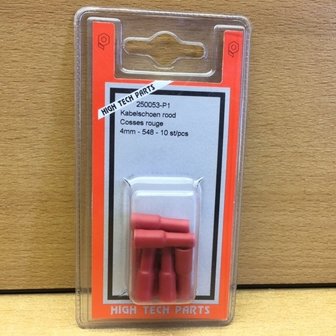 HIGH TECH PARTS
250053-P1
Kabelschoen rood
Cosses rouge
4mm - 548 - 10 st/pcs
HIGH TECH PARTS